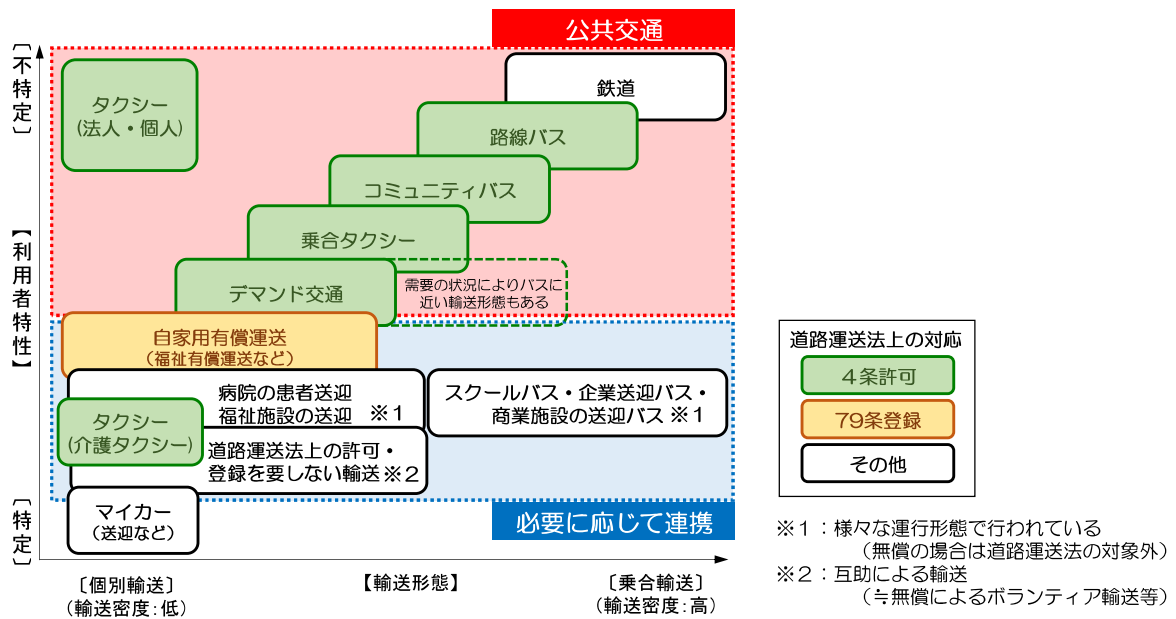 公共交通
〔不特定〕
鉄道
タクシー
(法人・個人)
路線バス
コミュニティバス
乗合タクシー
【利用者特性】
デマンド交通
需要の状況によりバスに
近い輸送形態もある
自家用有償運送
(福祉有償運送など)
病院の患者送迎
福祉施設の送迎 ※1
スクールバス・企業送迎バス・
商業施設の送迎バス ※1
タクシー
(介護タクシー)
道路運送法上の許可・
登録を要しない輸送※2
〔特定〕
マイカー
(送迎など)
必要に応じて連携
〔個別輸送〕
(輸送密度:低)
【輸送形態】
〔乗合輸送〕
(輸送密度:高)
道路運送法上の対応
4条許可
79条登録
その他
※1:様々な運行形態で行われている
(無償の場合は道路運送法の対象外)
※2:互助による輸送
(≒無償によるボランティア輸送等)